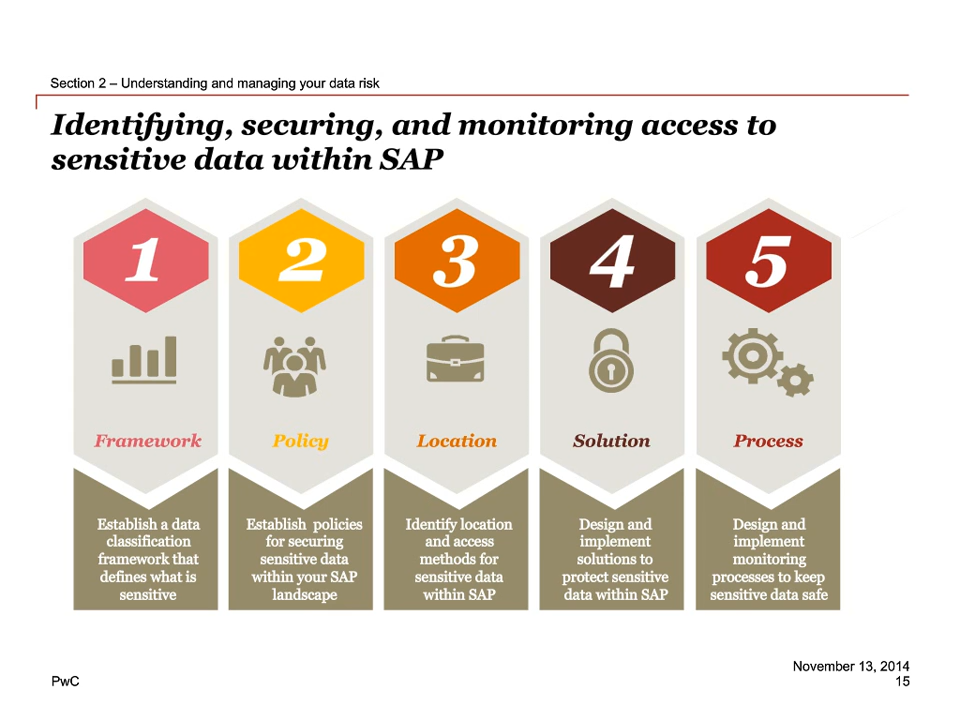 Section 2 – Understanding and managing your data risk
Identifying, securing, and monitoring access to
sensitive data within SAP
1
2
3
4
5
Framework
Policy
Location
Solution
Process
Establish a data
classification
framework that
defines what is
sensitive
Establish policies
for securing
sensitive data
within your SAP
landscape
Identify location
and access
methods for
sensitive data
within SAP
Design and
implement
solutions to
protect sensitive
data within SAP
Design and
implement
monitoring
processes to keep
sensitive data safe
November 13, 2014
PwC
15